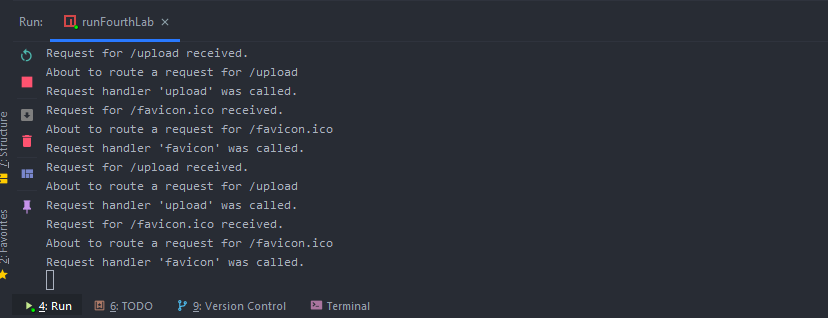 Run: runFourthLab ×
Request for /upload received.
About to route a request for /upload
Request handler 'upload' was called.
Request for /favicon.ico received.
About to route a request for /favicon.ico
Request handler 'favicon' was called.
Request for /upload received.
About to route a request for /upload
Request handler 'upload' was called.
Request for /favicon.ico received.
About to route a request for /favicon.ico
Request handler 'favicon' was called.
7: Structure
2: Favorites
4: Run 6: TODO 9: Version Control Terminal